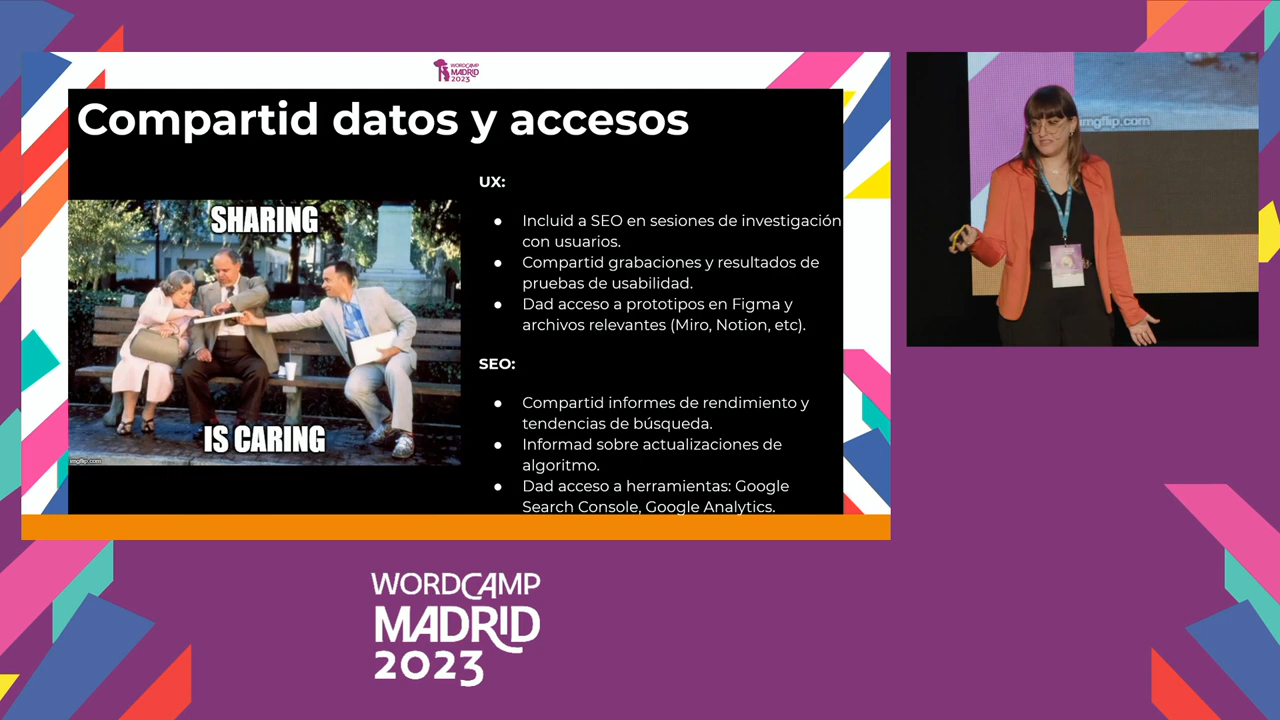 WORDCAMP
MADRID
2023
Compartid datos y accesos
SHARING
IS CARING
imgflip.com
UX:
● Incluid a SEO en sesiones de investigación
con usuarios.
● Compartid grabaciones y resultados de
pruebas de usabilidad.
● Dad acceso a prototipos en Figma y
archivos relevantes (Miro, Notion, etc).
SEO:
● Compartid informes de rendimiento y
tendencias de búsqueda.
● Informad sobre actualizaciones de
algoritmo.
● Dad acceso a herramientas: Google
Search Console, Google Analytics.
imgflip.com
WORDCAMP
MADRID
2023